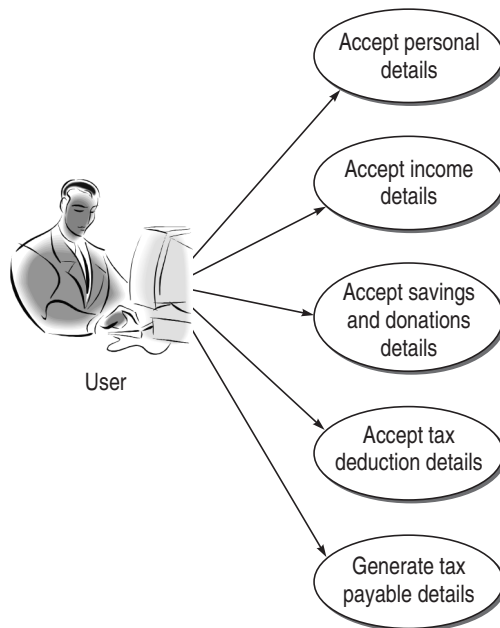 Accept personal
details
Accept income
details
Accept savings
and donations
details
User
Accept tax
deduction details
Generate tax
payable details